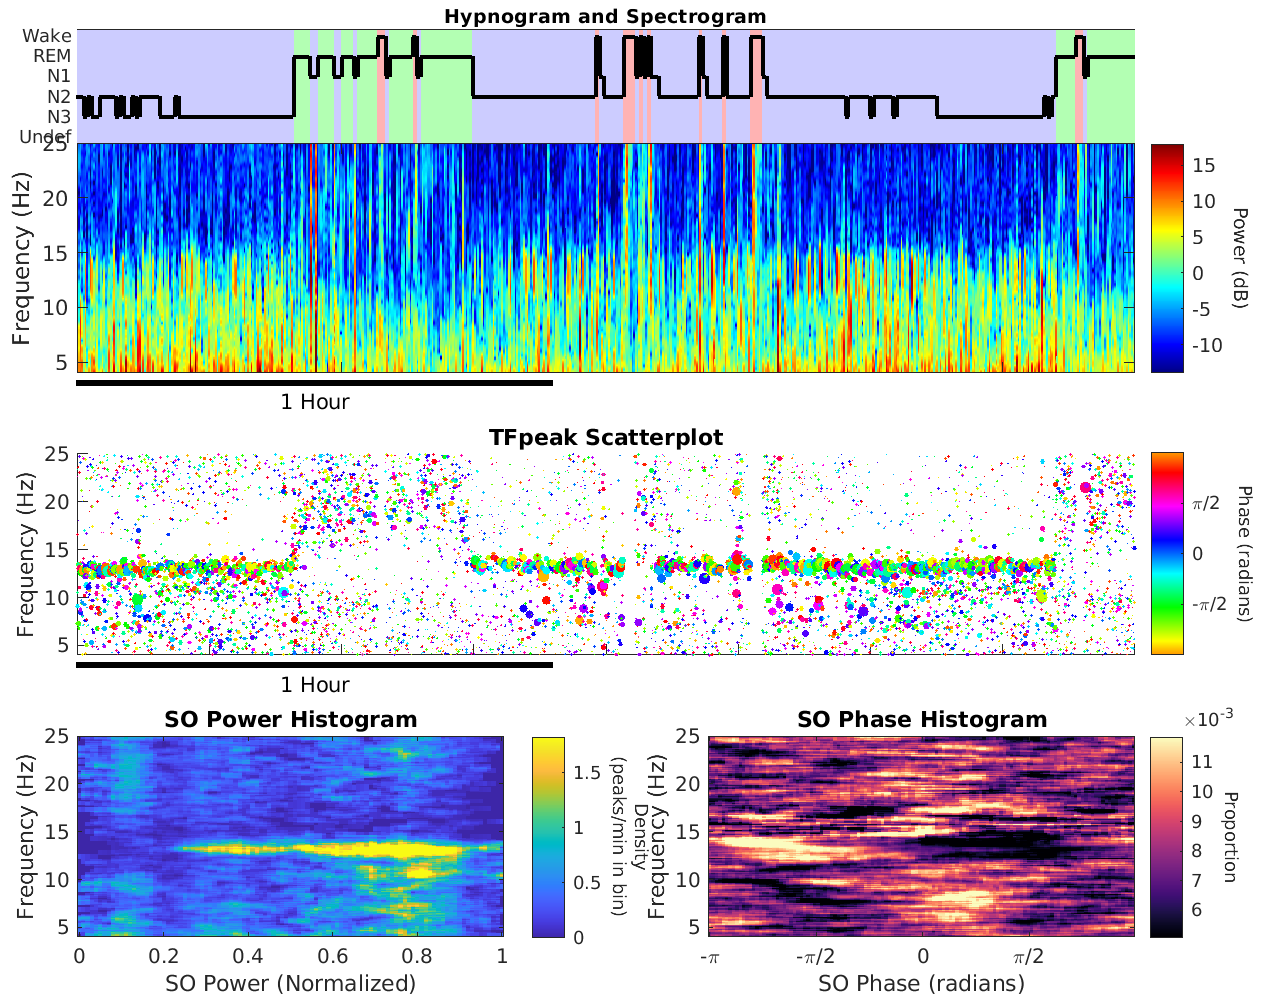 Hypnogram and Spectrogram
Wake
REM
N1
N2
N3
Undef
25
20
15
10
5
Frequency (Hz)
15
10
5
0
-5
-10
Power (dB)
1 Hour
TFpeak Scatterplot
25
20
15
10
5
Frequency (Hz)
π/2
0
-π/2
Phase (radians)
1 Hour
SO Power Histogram
25
20
15
10
5
Frequency (Hz)
0
0.2
0.4
0.6
0.8
1
SO Power (Normalized)
1.5
1
0.5
0
Density
(peaks/min in bin)
SO Phase Histogram
25
20
15
10
5
Frequency (Hz)
-π
-π/2
0
π/2
SO Phase (radians)
×10-3
11
10
9
8
7
6
Proportion